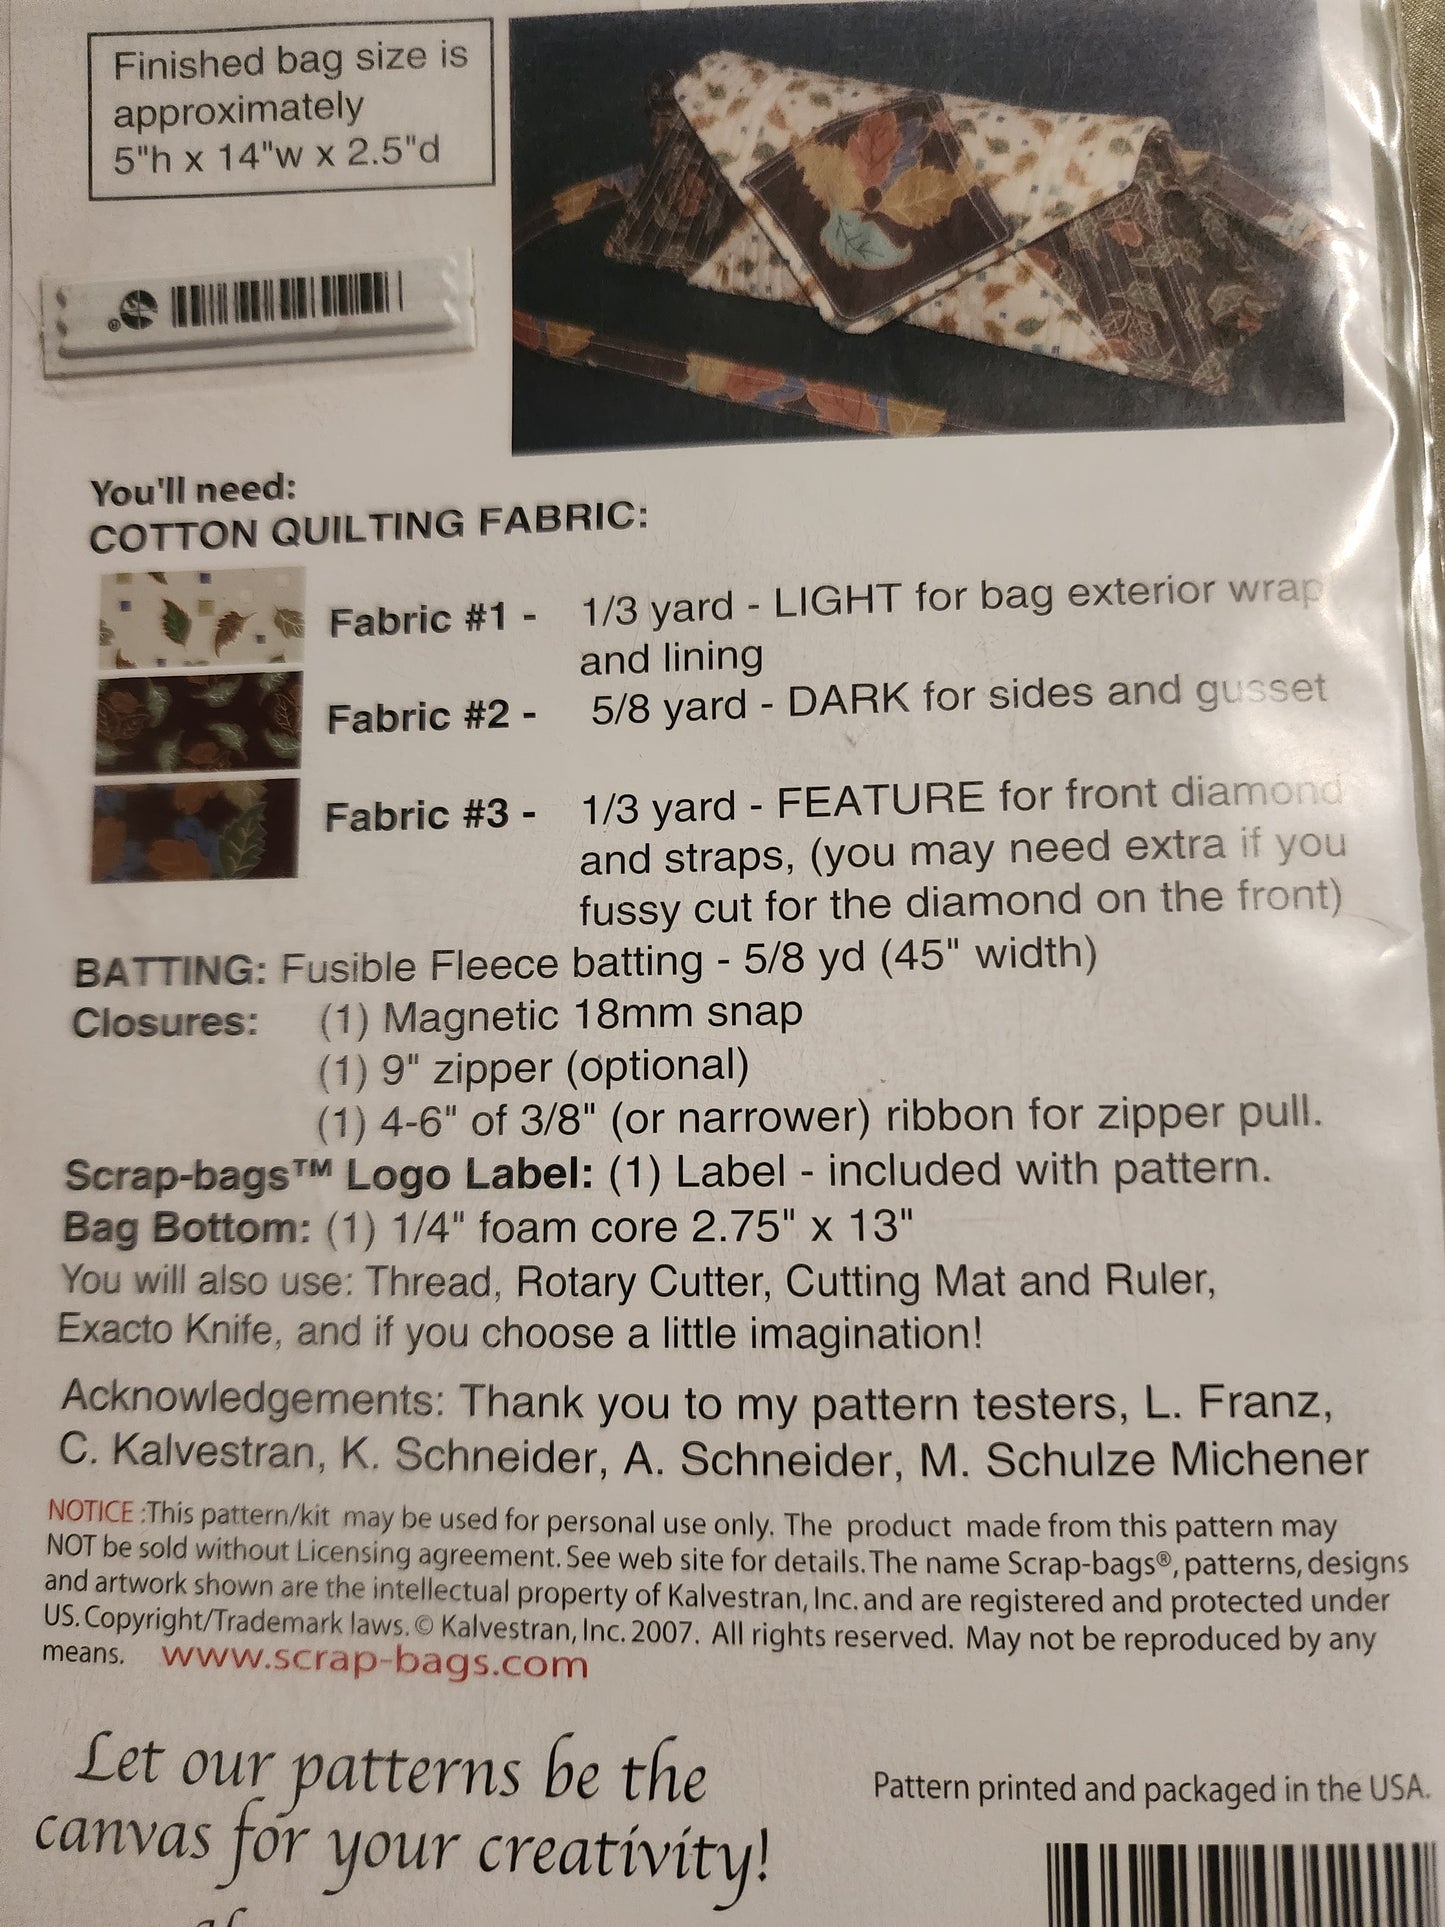 Finished bag size is
approximately
5"h x 14"w x 2.5"d
You'll need:
COTTON QUILTING FABRIC:
Fabric #1 - 1/3 yard - LIGHT for bag exterior wrap
and lining
Fabric #2 - 5/8 yard - DARK for sides and gusset
Fabric #3 - 1/3 yard - FEATURE for front diamond
and straps, (you may need extra if you
fussy cut for the diamond on the front)
BATTING: Fusible Fleece batting - 5/8 yd (45" width)
Closures: (1) Magnetic 18mm snap
(1) 9" zipper (optional)
(1) 4-6" of 3/8" (or narrower) ribbon for zipper pull.
Scrap-bags™ Logo Label: (1) Label - included with pattern.
Bag Bottom: (1) 1/4" foam core 2.75" x 13"
You will also use: Thread, Rotary Cutter, Cutting Mat and Ruler,
Exacto Knife, and if you choose a little imagination!
Acknowledgements: Thank you to my pattern testers, L. Franz,
C. Kalvestran, K. Schneider, A. Schneider, M. Schulze Michener
NOTICE :This pattern/kit may be used for personal use only. The product made from this pattern may
NOT be sold without Licensing agreement. See web site for details. The name Scrap-bags®, patterns, designs
and artwork shown are the intellectual property of Kalvestran, Inc. and are registered and protected under
US. Copyright/Trademark laws. © Kalvestran, Inc. 2007. All rights reserved. May not be reproduced by any
means. www.scrap-bags.com
Let our patterns be the
canvas for your creativity!
Pattern printed and packaged in the USA.